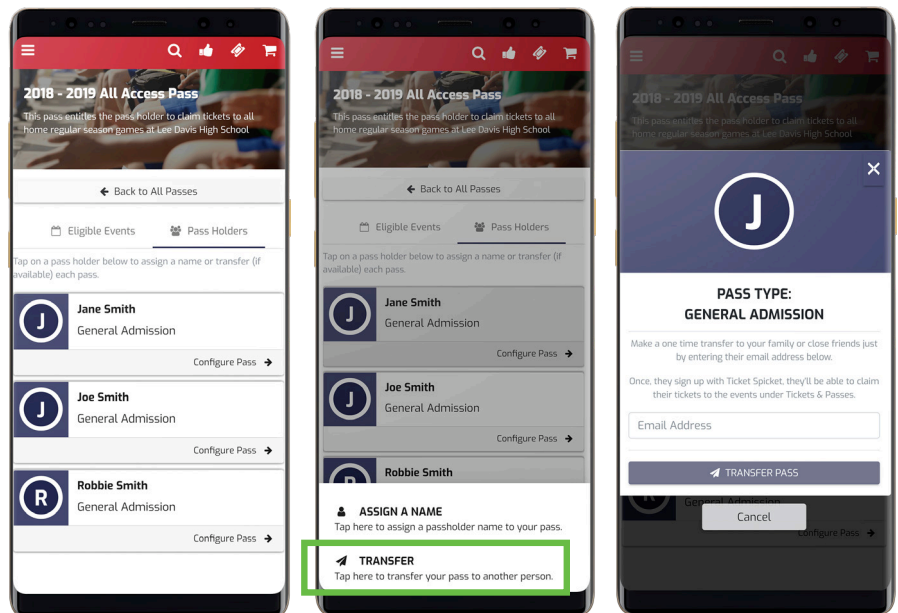 2018 - 2019 All Access Pass
This pass entitles the pass holder to claim tickets to all
home regular season games at Lee Davis High School
Back to All Passes
Eligible Events
Pass Holders
Tap on a pass holder below to assign a name or transfer (if
available) each pass.
J
Jane Smith
General Admission
Configure Pass
J
Joe Smith
General Admission
Configure Pass
R
Robbie Smith
General Admission
Configure Pass
2018 - 2019 All Access Pass
This pass entitles the pass holder to claim tickets to all
home regular season games at Lee Davis High School
Back to All Passes
Eligible Events
Pass Holders
Tap on a pass holder below to assign a name or transfer (if
available) each pass.
J
Jane Smith
General Admission
Configure Pass
J
Joe Smith
General Admission
Configure Pass
Robbie Smith
ASSIGN A NAME
Tap here to assign a passholder name to your pass.
TRANSFER
Tap here to transfer your pass to another person.
2018 - 2019 All Access Pass
This pass entitles the pass holder to claim tickets to all
home regular season games at Lee Davis High School
J
PASS TYPE:
GENERAL ADMISSION
Make a one time transfer to your family or close friends just
by entering their email address below.
Once, they sign up with Ticket Spicket, they'll be able to claim
their tickets to the events under Tickets & Passes.
Email Address
TRANSFER PASS
General Admission
Cancel
Configure Pass